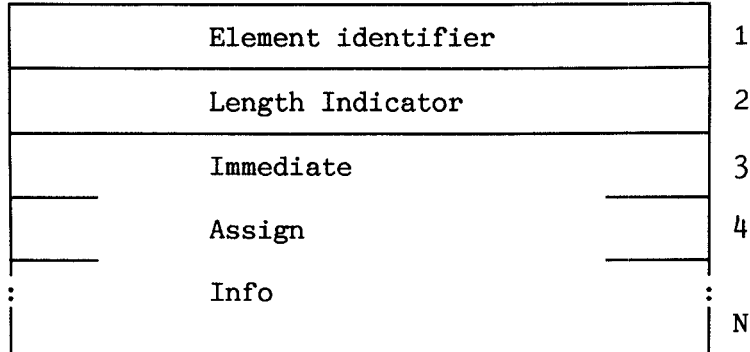 Element identifier 1
Length Indicator 2
Immediate 3
Assign 4
: Info :
N